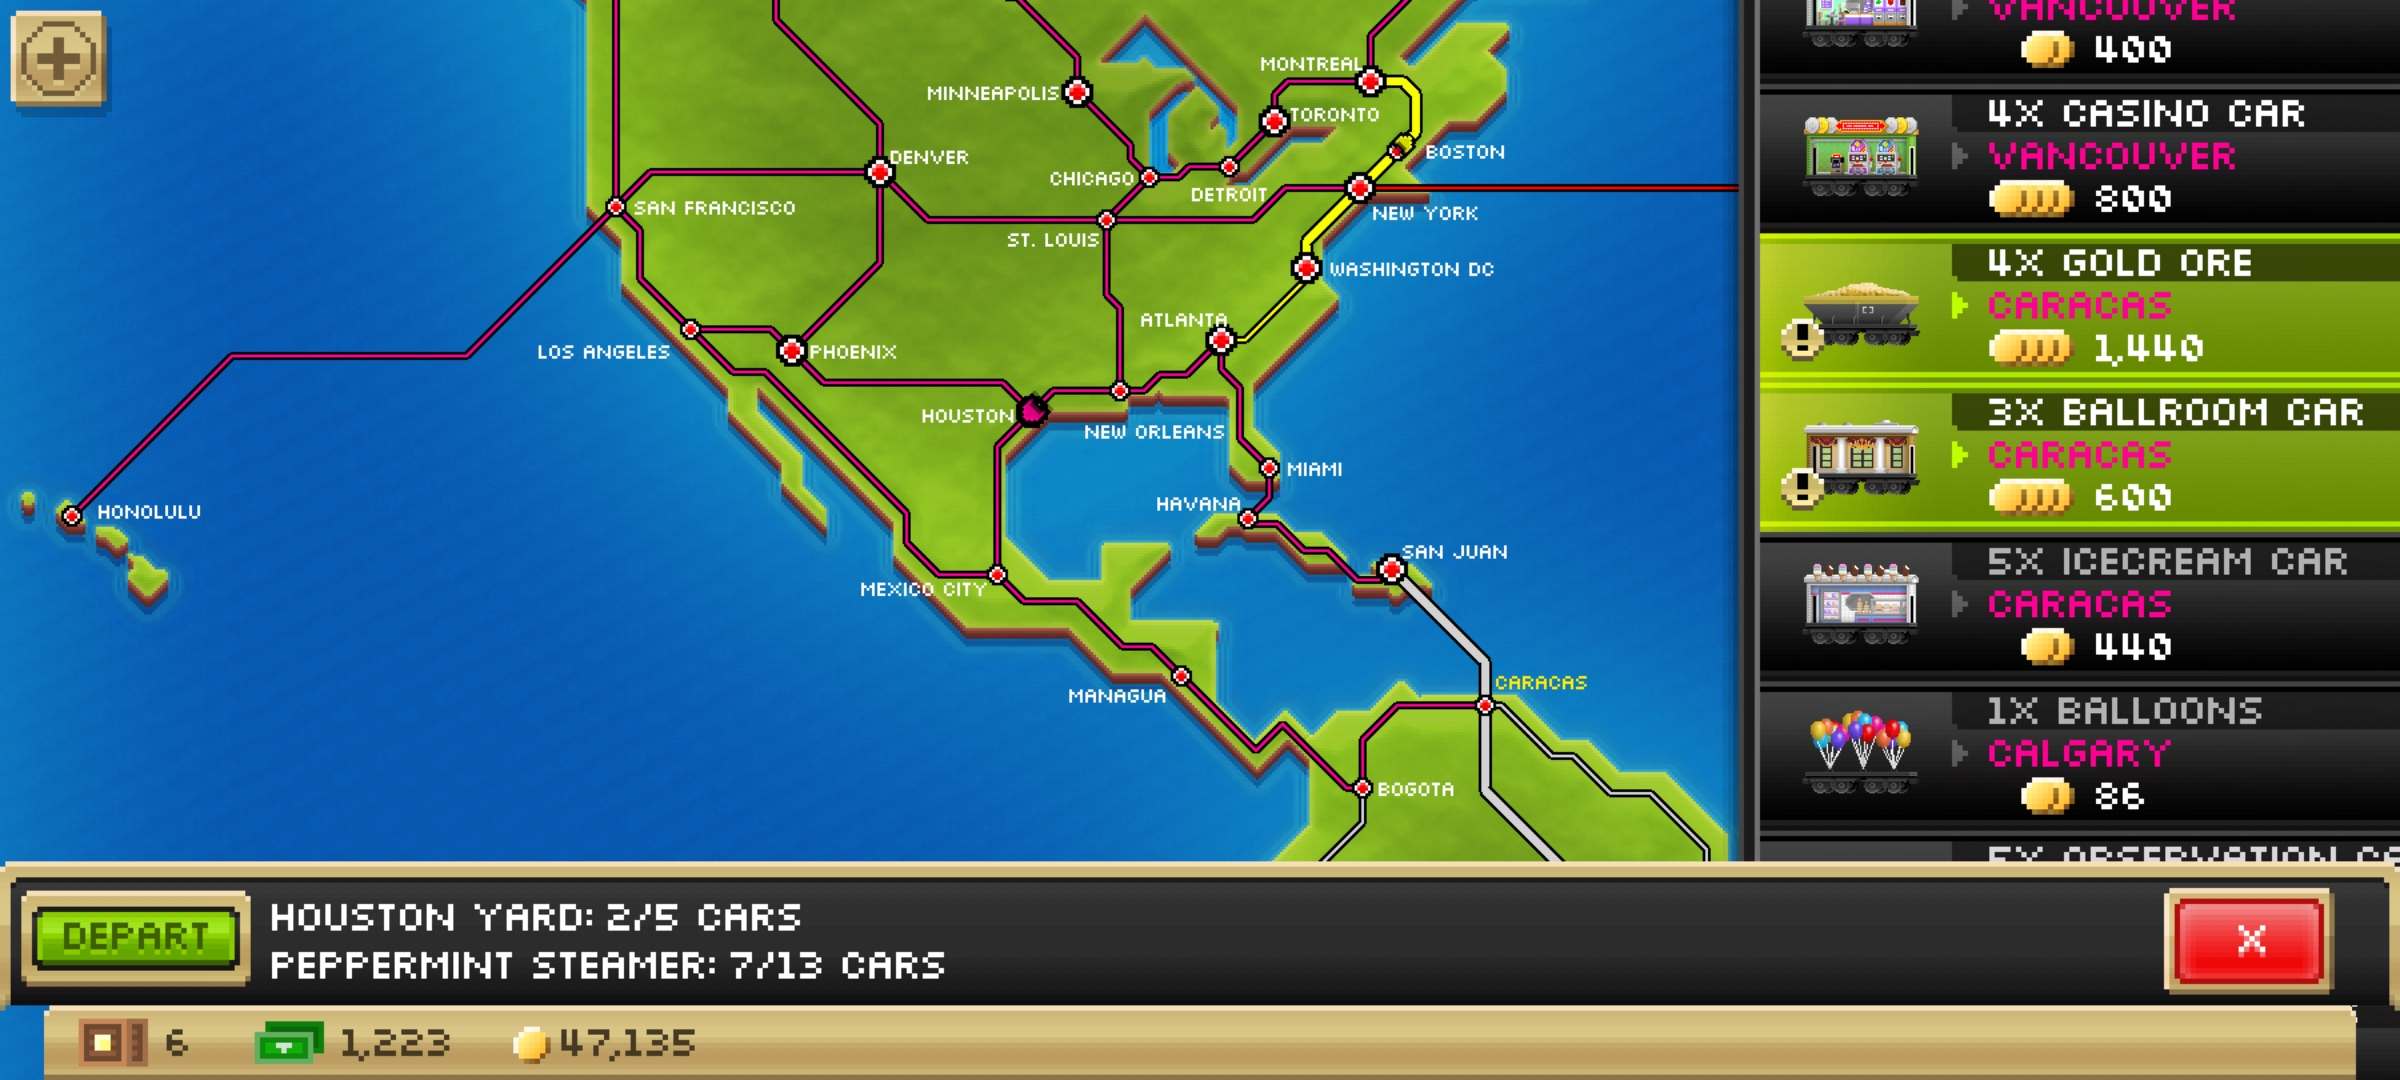 MONTREAL
MINNEAPOLIS
TORONTO
BOSTON
DENVER
CHICAGO
DETROIT
SAN FRANCISCO
NEW YORK
ST. LOUIS
WASHINGTON DC
ATLANTA
LOS ANGELES
PHOENIX
HOUSTON
NEW ORLEANS
MIAMI
HAVANA
HONOLULU
SAN JUAN
MEXICO CITY
CARACAS
MANAGUA
BOGOTA
VANCOUVER
400
4X CASINO CAR
VANCOUVER
800
4X GOLD ORE
CARACAS
1,440
3X BALLROOM CAR
CARACAS
600
5X ICECREAM CAR
CARACAS
440
1X BALLOONS
CALGARY
86
DEPART
HOUSTON YARD: 2/5 CARS
PEPPERMINT STEAMER: 7/13 CARS
X
6
1,223
47,135